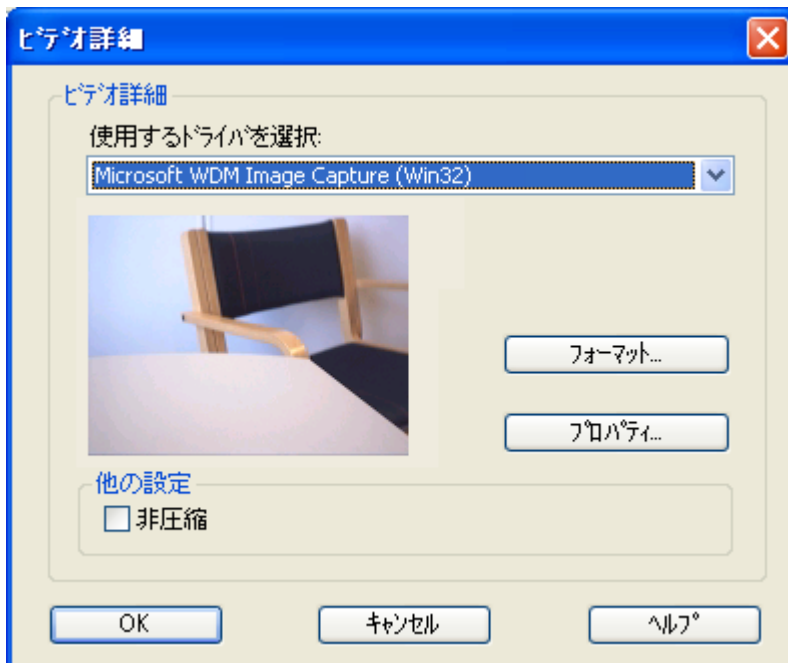 ﾋﾞﾃﾞｵ詳細
ﾋﾞﾃﾞｵ詳細
使用するﾄﾞﾗｲﾊﾞを選択:
Microsoft WDM Image Capture (Win32)
ﾌｫｰﾏｯﾄ...
ﾌﾟﾛﾊﾟﾃｨ...
他の設定
非圧縮
OK
ｷｬﾝｾﾙ
ﾍﾙﾌﾟ